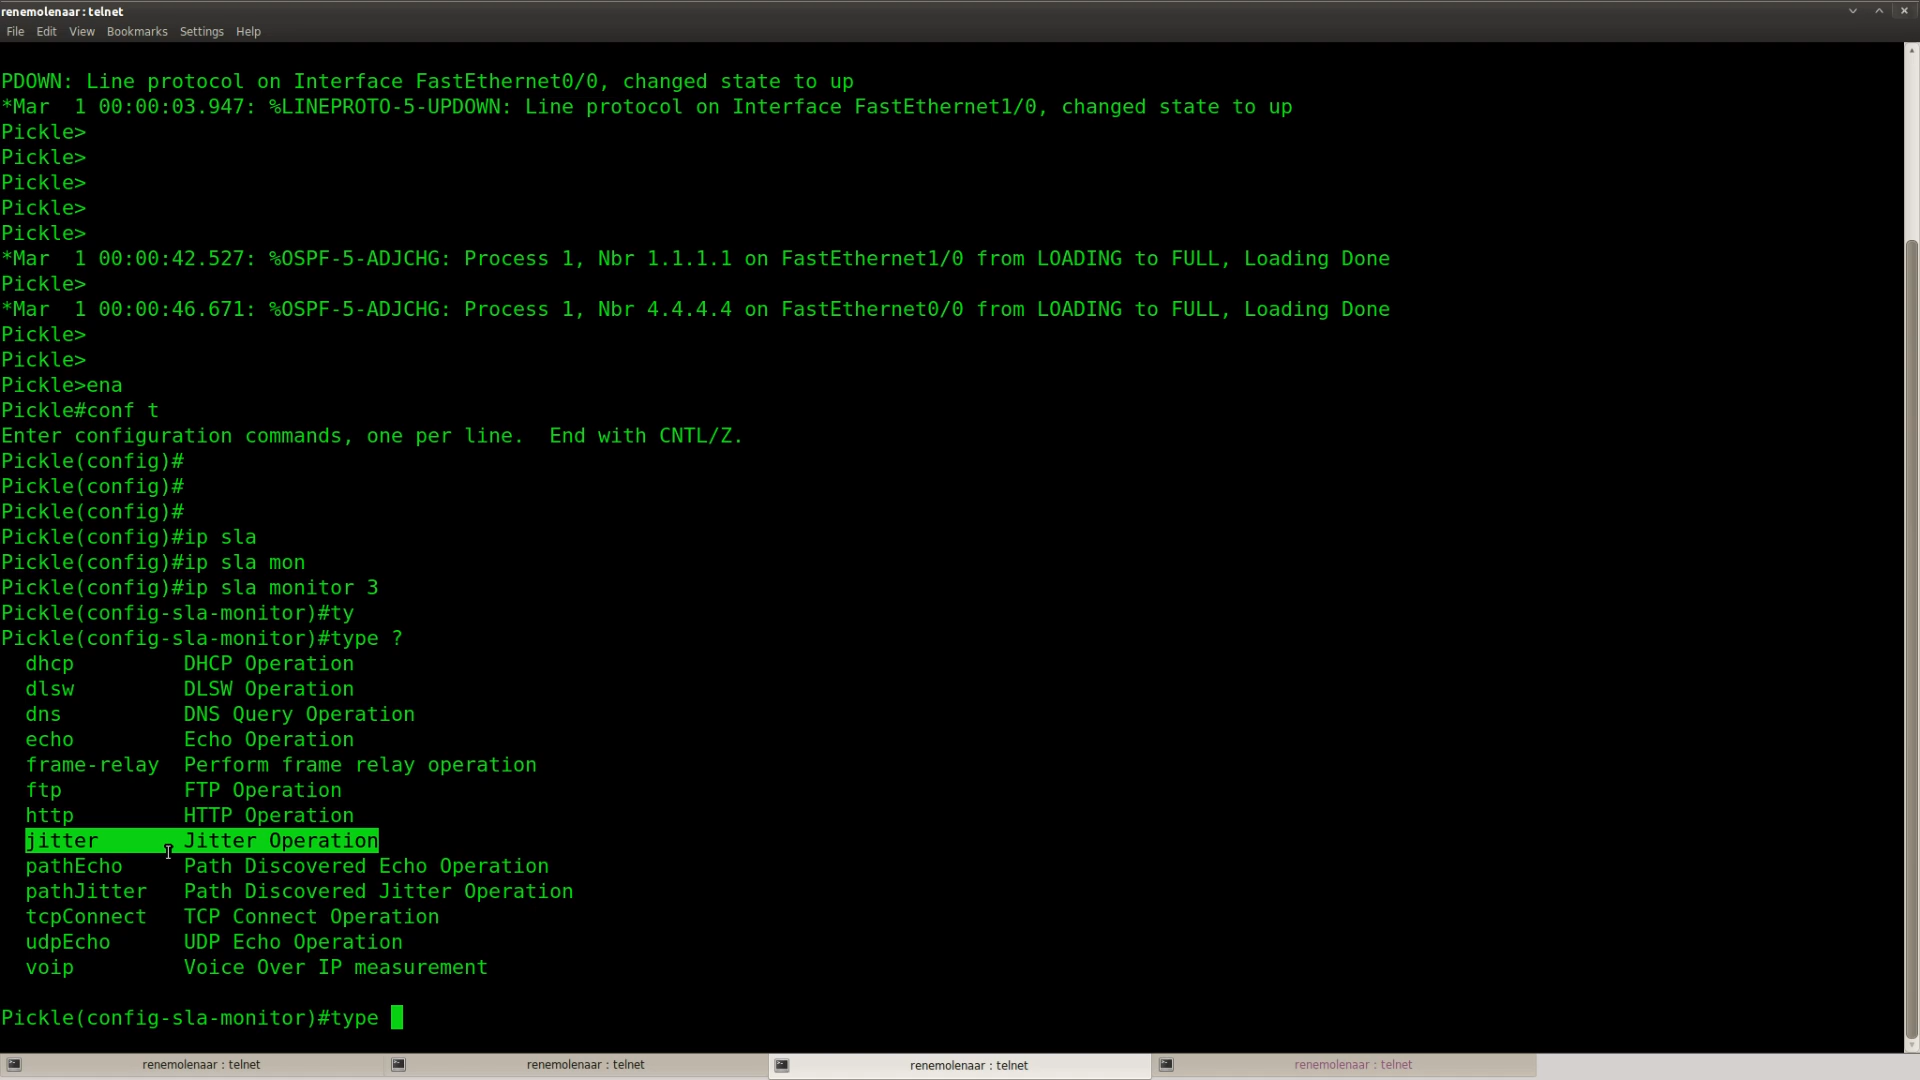 renemolenaar : telnet
File Edit View Bookmarks Settings Help
PDOWN: Line protocol on Interface FastEthernet0/0, changed state to up
*Mar  1 00:00:03.947: %LINEPROTO-5-UPDOWN: Line protocol on Interface FastEthernet1/0, changed state to up
Pickle>
Pickle>
Pickle>
Pickle>
Pickle>
*Mar  1 00:00:42.527: %OSPF-5-ADJCHG: Process 1, Nbr 1.1.1.1 on FastEthernet1/0 from LOADING to FULL, Loading Done
Pickle>
*Mar  1 00:00:46.671: %OSPF-5-ADJCHG: Process 1, Nbr 4.4.4.4 on FastEthernet0/0 from LOADING to FULL, Loading Done
Pickle>
Pickle>
Pickle>ena
Pickle#conf t
Enter configuration commands, one per line.  End with CNTL/Z.
Pickle(config)#
Pickle(config)#
Pickle(config)#
Pickle(config)#ip sla
Pickle(config)#ip sla mon
Pickle(config)#ip sla monitor 3
Pickle(config-sla-monitor)#ty
Pickle(config-sla-monitor)#type ?
dhcp         DHCP Operation
dlsw         DLSW Operation
dns          DNS Query Operation
echo         Echo Operation
frame-relay  Perform frame relay operation
ftp          FTP Operation
http         HTTP Operation
jitter       Jitter Operation
pathEcho     Path Discovered Echo Operation
pathJitter   Path Discovered Jitter Operation
tcpConnect   TCP Connect Operation
udpEcho      UDP Echo Operation
voip         Voice Over IP measurement
Pickle(config-sla-monitor)#type
renemolenaar : telnet renemolenaar : telnet renemolenaar : telnet renemolenaar : telnet